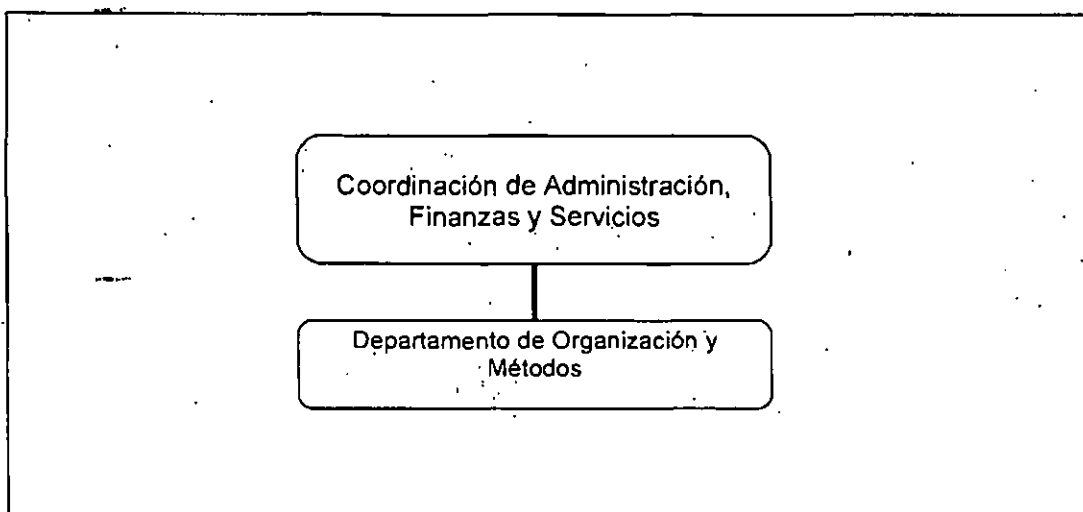 Coordinación de Administración,
Finanzas y Servicios
Departamento de Organización y
Métodos